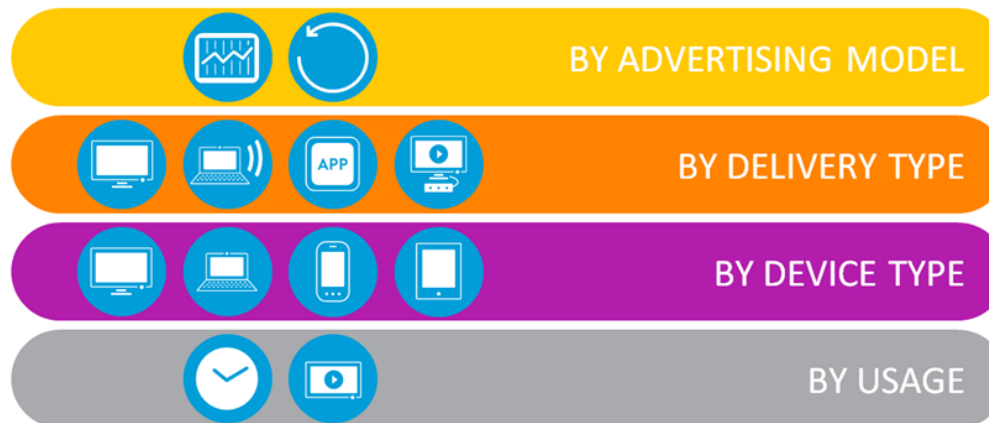 BY ADVERTISING MODEL
APP
BY DELIVERY TYPE
BY DEVICE TYPE
BY USAGE